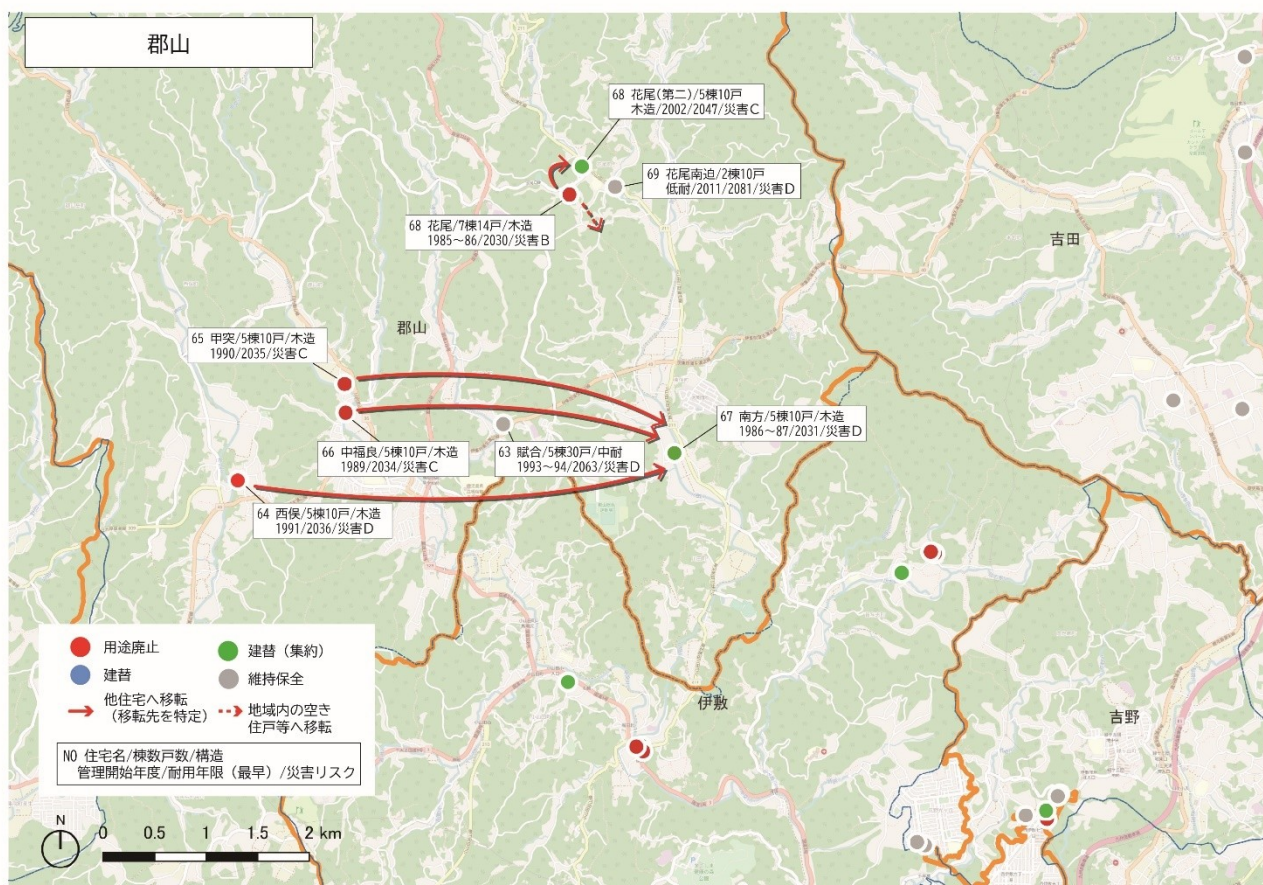 郡山
68 花尾(第二)/5棟10戸
木造/2002/2047/災害C
69 花尾南迫/2棟10戸
低耐/2011/2081/災害D
68 花尾/7棟14戸/木造
1985～86/2030/災害B
吉田
郡山
65 甲突/5棟10戸/木造
1990/2035/災害C
67 南方/5棟10戸/木造
1986～87/2031/災害D
66 中福良/5棟10戸/木造
1989/2034/災害C
63 賦合/5棟30戸/中耐
1993～94/2063/災害D
64 西俣/5棟10戸/木造
1991/2036/災害D
伊敷
吉野
用途廃止
建替（集約）
建替
維持保全
他住宅へ移転
（移転先を特定）
地域内の空き
住戸等へ移転
NO 住宅名/棟数戸数/構造
管理開始年度/耐用年限（最早）/災害リスク
N
0 0.5 1 1.5 2 km